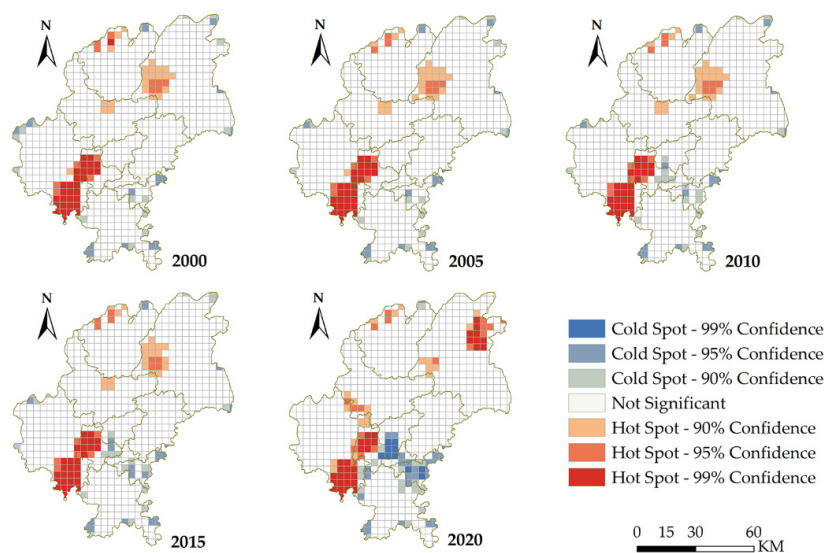 N
N
N
2000
2005
2010
N
N
Cold Spot - 99% Confidence
Cold Spot - 95% Confidence
Cold Spot - 90% Confidence
Not Significant
Hot Spot - 90% Confidence
Hot Spot - 95% Confidence
Hot Spot - 99% Confidence
2015
2020
0 15 30 60
KM